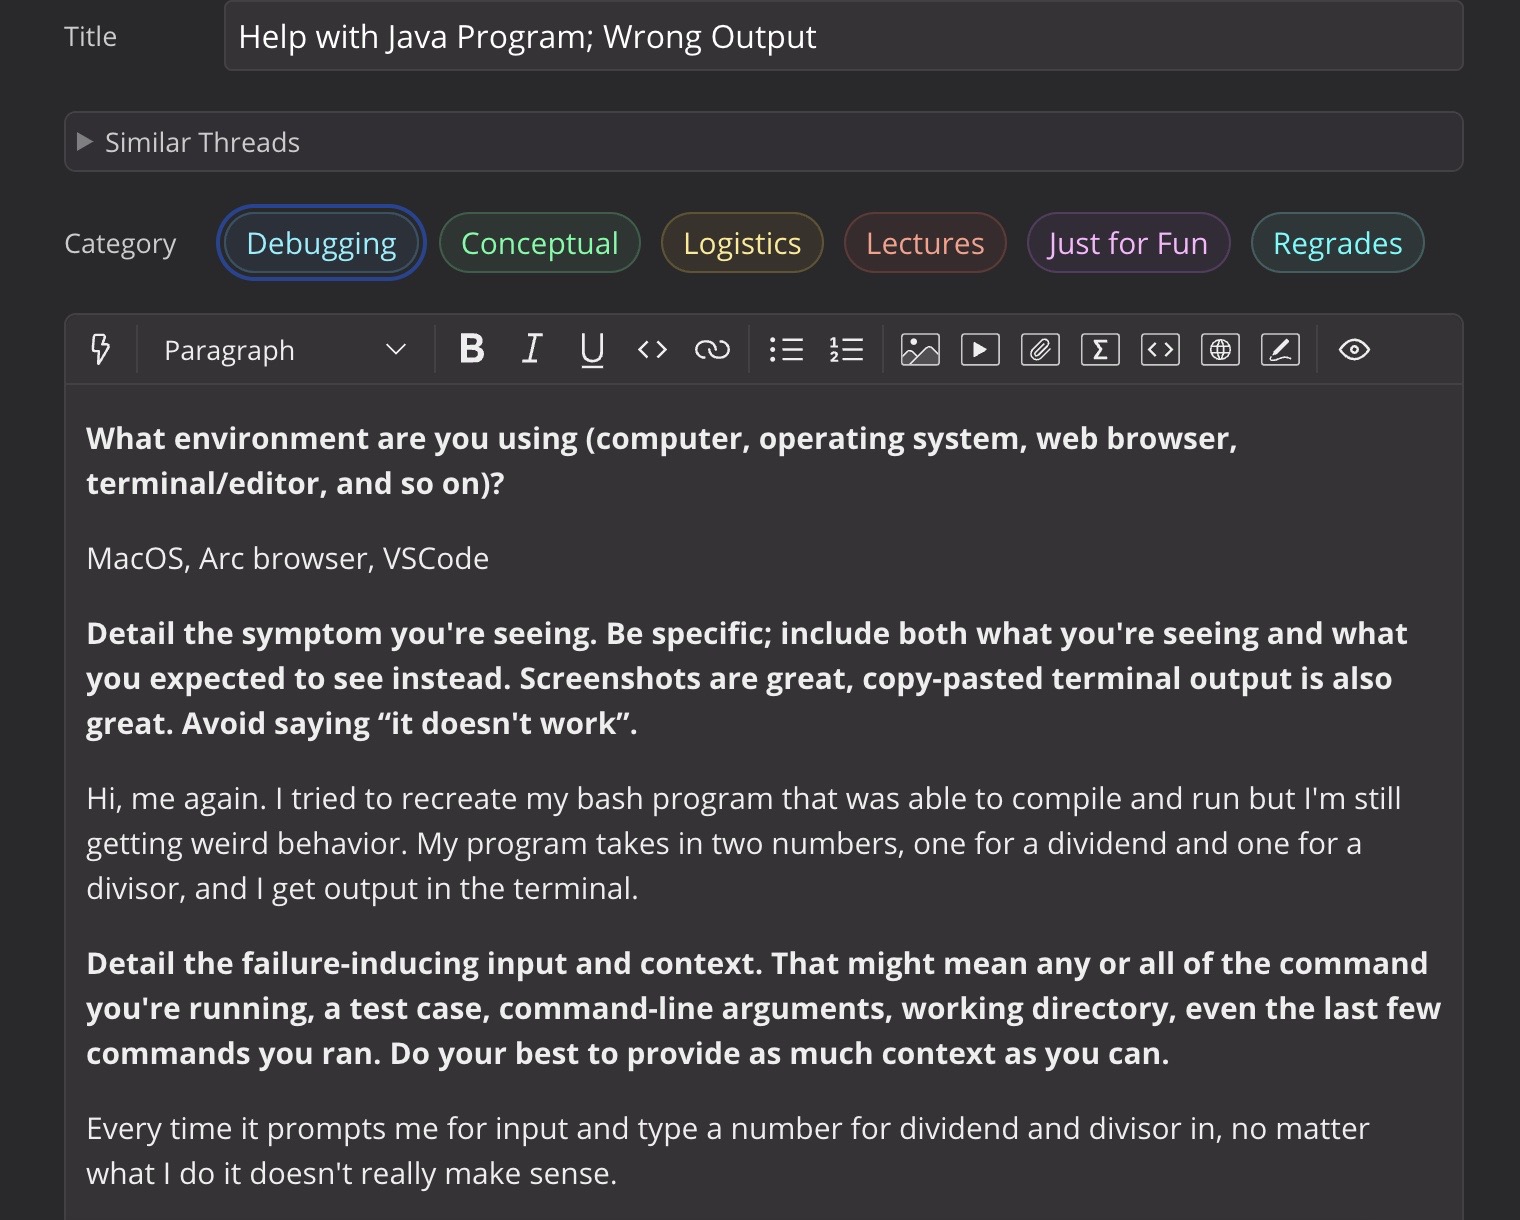 Title
Help with Java Program; Wrong Output
Similar Threads
Category
Debugging
Conceptual
Logistics
Lectures
Just for Fun
Regrades
Paragraph
B
I
U
What environment are you using (computer, operating system, web browser,
terminal/editor, and so on)?
MacOS, Arc browser, VSCode
Detail the symptom you're seeing. Be specific; include both what you're seeing and what
you expected to see instead. Screenshots are great, copy-pasted terminal output is also
great. Avoid saying “it doesn't work”.
Hi, me again. I tried to recreate my bash program that was able to compile and run but I'm still
getting weird behavior. My program takes in two numbers, one for a dividend and one for a
divisor, and I get output in the terminal.
Detail the failure-inducing input and context. That might mean any or all of the command
you're running, a test case, command-line arguments, working directory, even the last few
commands you ran. Do your best to provide as much context as you can.
Every time it prompts me for input and type a number for dividend and divisor in, no matter
what I do it doesn't really make sense.